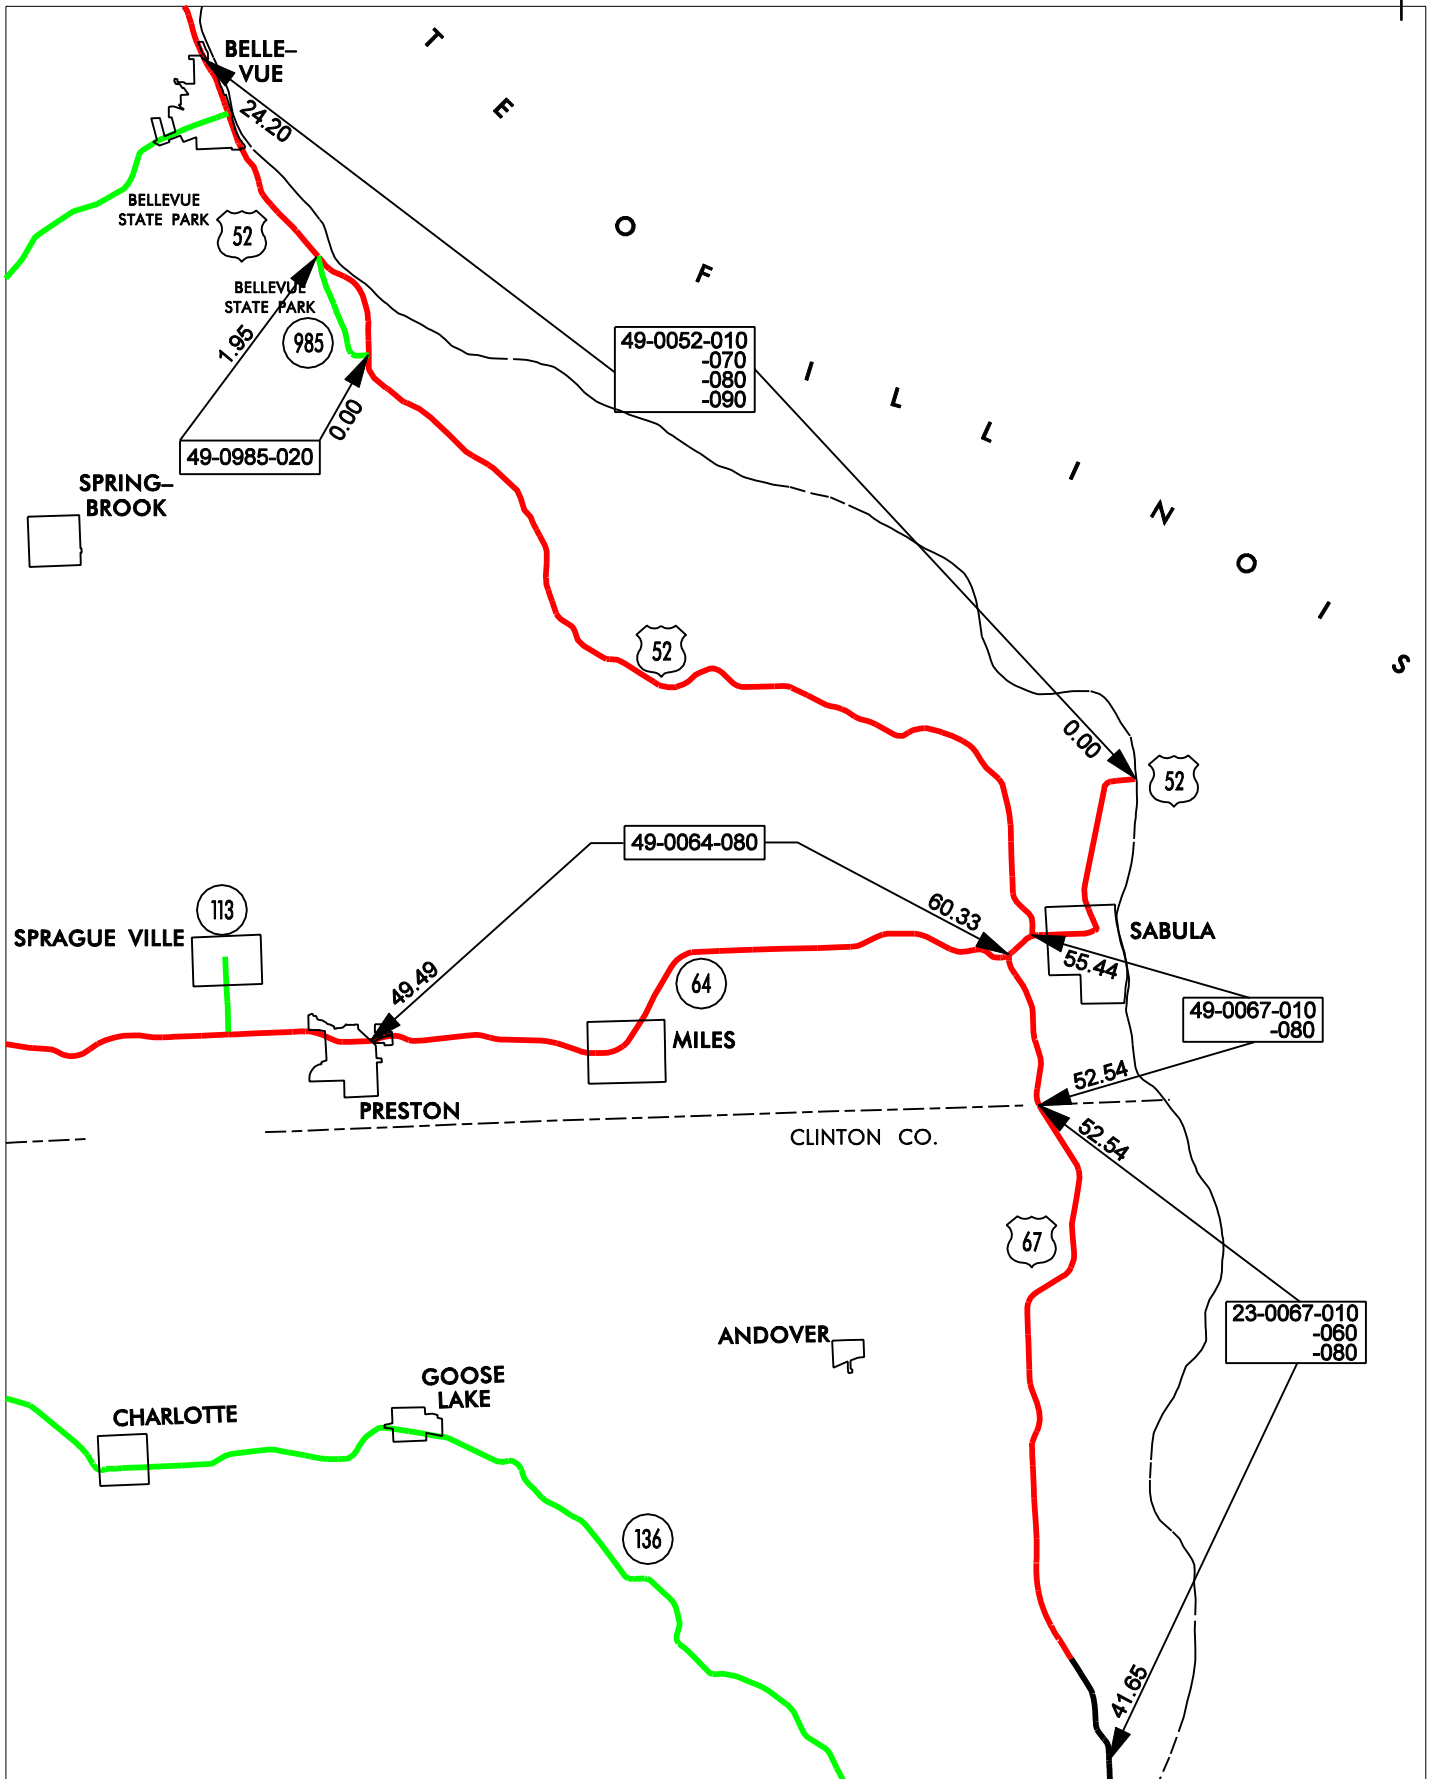 T
E
O
F
I
L
L
I
N
O
I
S
BELLE–
VUE
24.20
BELLEVUE
STATE PARK
52
BELLEVUE
STATE PARK
985
1.95
0.00
49-0985-020
49-0052-010
-070
-080
-090
SPRING–
BROOK
52
0.00
52
49-0064-080
60.33
49.49
113
SPRAGUE VILLE
64
MILES
PRESTON
SABULA
55.44
49-0067-010
-080
52.54
52.54
CLINTON CO.
67
23-0067-010
-060
-080
ANDOVER
GOOSE
LAKE
CHARLOTTE
136
41.65